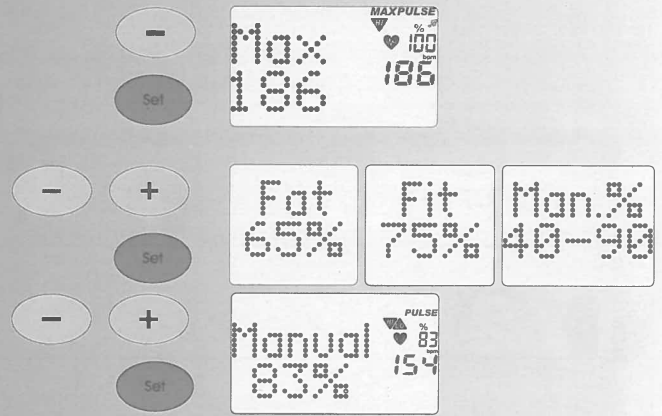 −
Set
MAXPULSE
Max
186
HI
%
100
bpm
186
− +
Set
Fat
65%
Fit
75%
Man.%
40-90
− +
Set
PULSE
Manual
83%
%
83
bpm
154